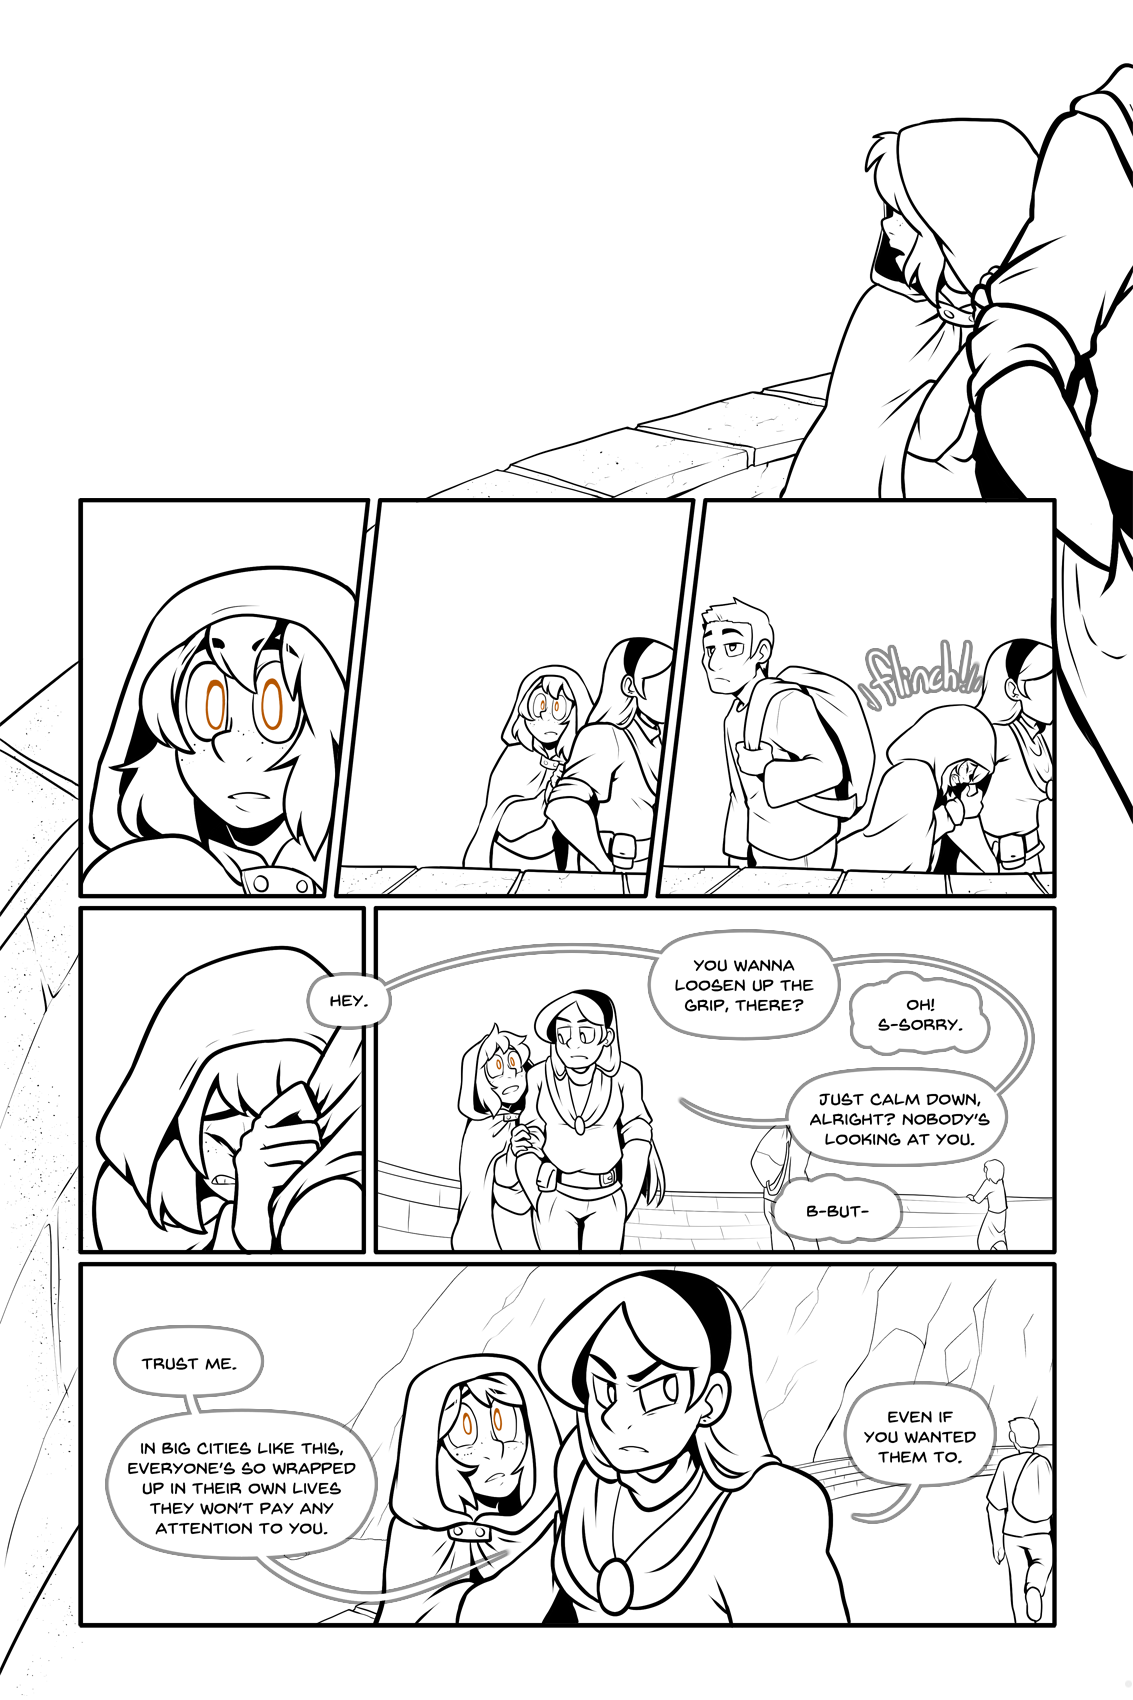 flinch!
HEY.
YOU WANNA
LOOSEN UP THE
GRIP, THERE?
OH!
S-SORRY.
JUST CALM DOWN,
ALRIGHT? NOBODY'S
LOOKING AT YOU.
B-BUT-
TRUST ME.
IN BIG CITIES LIKE THIS,
EVERYONE'S SO WRAPPED
UP IN THEIR OWN LIVES
THEY WON'T PAY ANY
ATTENTION TO YOU.
EVEN IF
YOU WANTED
THEM TO.